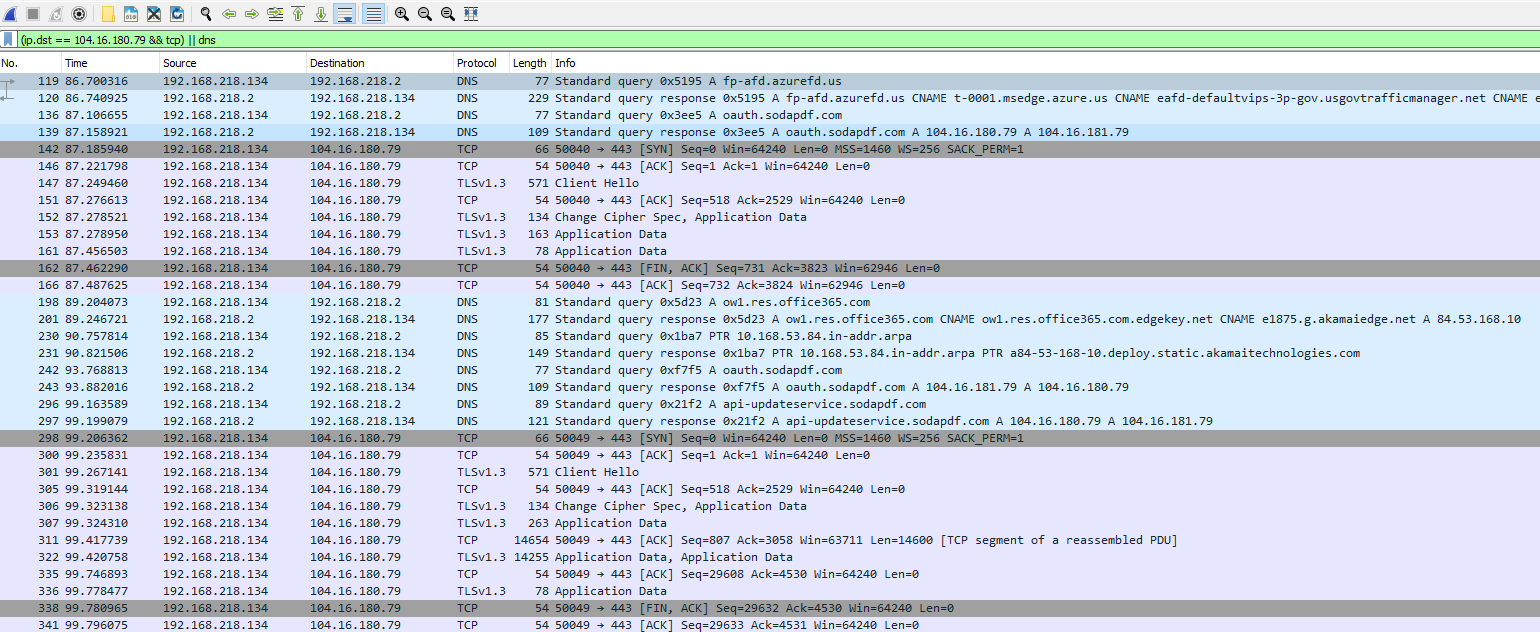 (ip.dst == 104.16.180.79 && tcp) || dns
No. Time Source Destination Protocol Length Info
119 86.700316 192.168.218.134 192.168.218.2 DNS 77 Standard query 0x5195 A fp-afd.azurefd.us
120 86.740925 192.168.218.2 192.168.218.134 DNS 229 Standard query response 0x5195 A fp-afd.azurefd.us CNAME t-0001.msedge.azure.us CNAME eafd-defaultvips-3p-gov.usgovtrafficmanager.net CNAME e
136 87.106655 192.168.218.134 192.168.218.2 DNS 77 Standard query 0x3ee5 A oauth.sodapdf.com
139 87.158921 192.168.218.2 192.168.218.134 DNS 109 Standard query response 0x3ee5 A oauth.sodapdf.com A 104.16.180.79 A 104.16.181.79
142 87.185940 192.168.218.134 104.16.180.79 TCP 66 50040 → 443 [SYN] Seq=0 Win=64240 Len=0 MSS=1460 WS=256 SACK_PERM=1
146 87.221798 192.168.218.134 104.16.180.79 TCP 54 50040 → 443 [ACK] Seq=1 Ack=1 Win=64240 Len=0
147 87.249460 192.168.218.134 104.16.180.79 TLSv1.3 571 Client Hello
151 87.276613 192.168.218.134 104.16.180.79 TCP 54 50040 → 443 [ACK] Seq=518 Ack=2529 Win=64240 Len=0
152 87.278521 192.168.218.134 104.16.180.79 TLSv1.3 134 Change Cipher Spec, Application Data
153 87.278950 192.168.218.134 104.16.180.79 TLSv1.3 163 Application Data
161 87.456503 192.168.218.134 104.16.180.79 TLSv1.3 78 Application Data
162 87.462290 192.168.218.134 104.16.180.79 TCP 54 50040 → 443 [FIN, ACK] Seq=731 Ack=3823 Win=62946 Len=0
166 87.487625 192.168.218.134 104.16.180.79 TCP 54 50040 → 443 [ACK] Seq=732 Ack=3824 Win=62946 Len=0
198 89.204073 192.168.218.134 192.168.218.2 DNS 81 Standard query 0x5d23 A ow1.res.office365.com
201 89.246721 192.168.218.2 192.168.218.134 DNS 177 Standard query response 0x5d23 A ow1.res.office365.com CNAME ow1.res.office365.com.edgekey.net CNAME e1875.g.akamaiedge.net A 84.53.168.10
230 90.757814 192.168.218.134 192.168.218.2 DNS 85 Standard query 0x1ba7 PTR 10.168.53.84.in-addr.arpa
231 90.821506 192.168.218.2 192.168.218.134 DNS 149 Standard query response 0x1ba7 PTR 10.168.53.84.in-addr.arpa PTR a84-53-168-10.deploy.static.akamaitechnologies.com
242 93.768813 192.168.218.134 192.168.218.2 DNS 77 Standard query 0xf7f5 A oauth.sodapdf.com
243 93.882016 192.168.218.2 192.168.218.134 DNS 109 Standard query response 0xf7f5 A oauth.sodapdf.com A 104.16.181.79 A 104.16.180.79
296 99.163589 192.168.218.134 192.168.218.2 DNS 89 Standard query 0x21f2 A api-updateservice.sodapdf.com
297 99.199079 192.168.218.2 192.168.218.134 DNS 121 Standard query response 0x21f2 A api-updateservice.sodapdf.com A 104.16.180.79 A 104.16.181.79
298 99.206362 192.168.218.134 104.16.180.79 TCP 66 50049 → 443 [SYN] Seq=0 Win=64240 Len=0 MSS=1460 WS=256 SACK_PERM=1
300 99.235831 192.168.218.134 104.16.180.79 TCP 54 50049 → 443 [ACK] Seq=1 Ack=1 Win=64240 Len=0
301 99.267141 192.168.218.134 104.16.180.79 TLSv1.3 571 Client Hello
305 99.319144 192.168.218.134 104.16.180.79 TCP 54 50049 → 443 [ACK] Seq=518 Ack=2529 Win=64240 Len=0
306 99.323138 192.168.218.134 104.16.180.79 TLSv1.3 134 Change Cipher Spec, Application Data
307 99.324310 192.168.218.134 104.16.180.79 TLSv1.3 263 Application Data
311 99.417739 192.168.218.134 104.16.180.79 TCP 14654 50049 → 443 [ACK] Seq=807 Ack=3058 Win=63711 Len=14600 [TCP segment of a reassembled PDU]
322 99.420758 192.168.218.134 104.16.180.79 TLSv1.3 14255 Application Data, Application Data
335 99.746893 192.168.218.134 104.16.180.79 TCP 54 50049 → 443 [ACK] Seq=29608 Ack=4530 Win=64240 Len=0
336 99.778477 192.168.218.134 104.16.180.79 TLSv1.3 78 Application Data
338 99.780965 192.168.218.134 104.16.180.79 TCP 54 50049 → 443 [FIN, ACK] Seq=29632 Ack=4530 Win=64240 Len=0
341 99.796075 192.168.218.134 104.16.180.79 TCP 54 50049 → 443 [ACK] Seq=29633 Ack=4531 Win=64240 Len=0